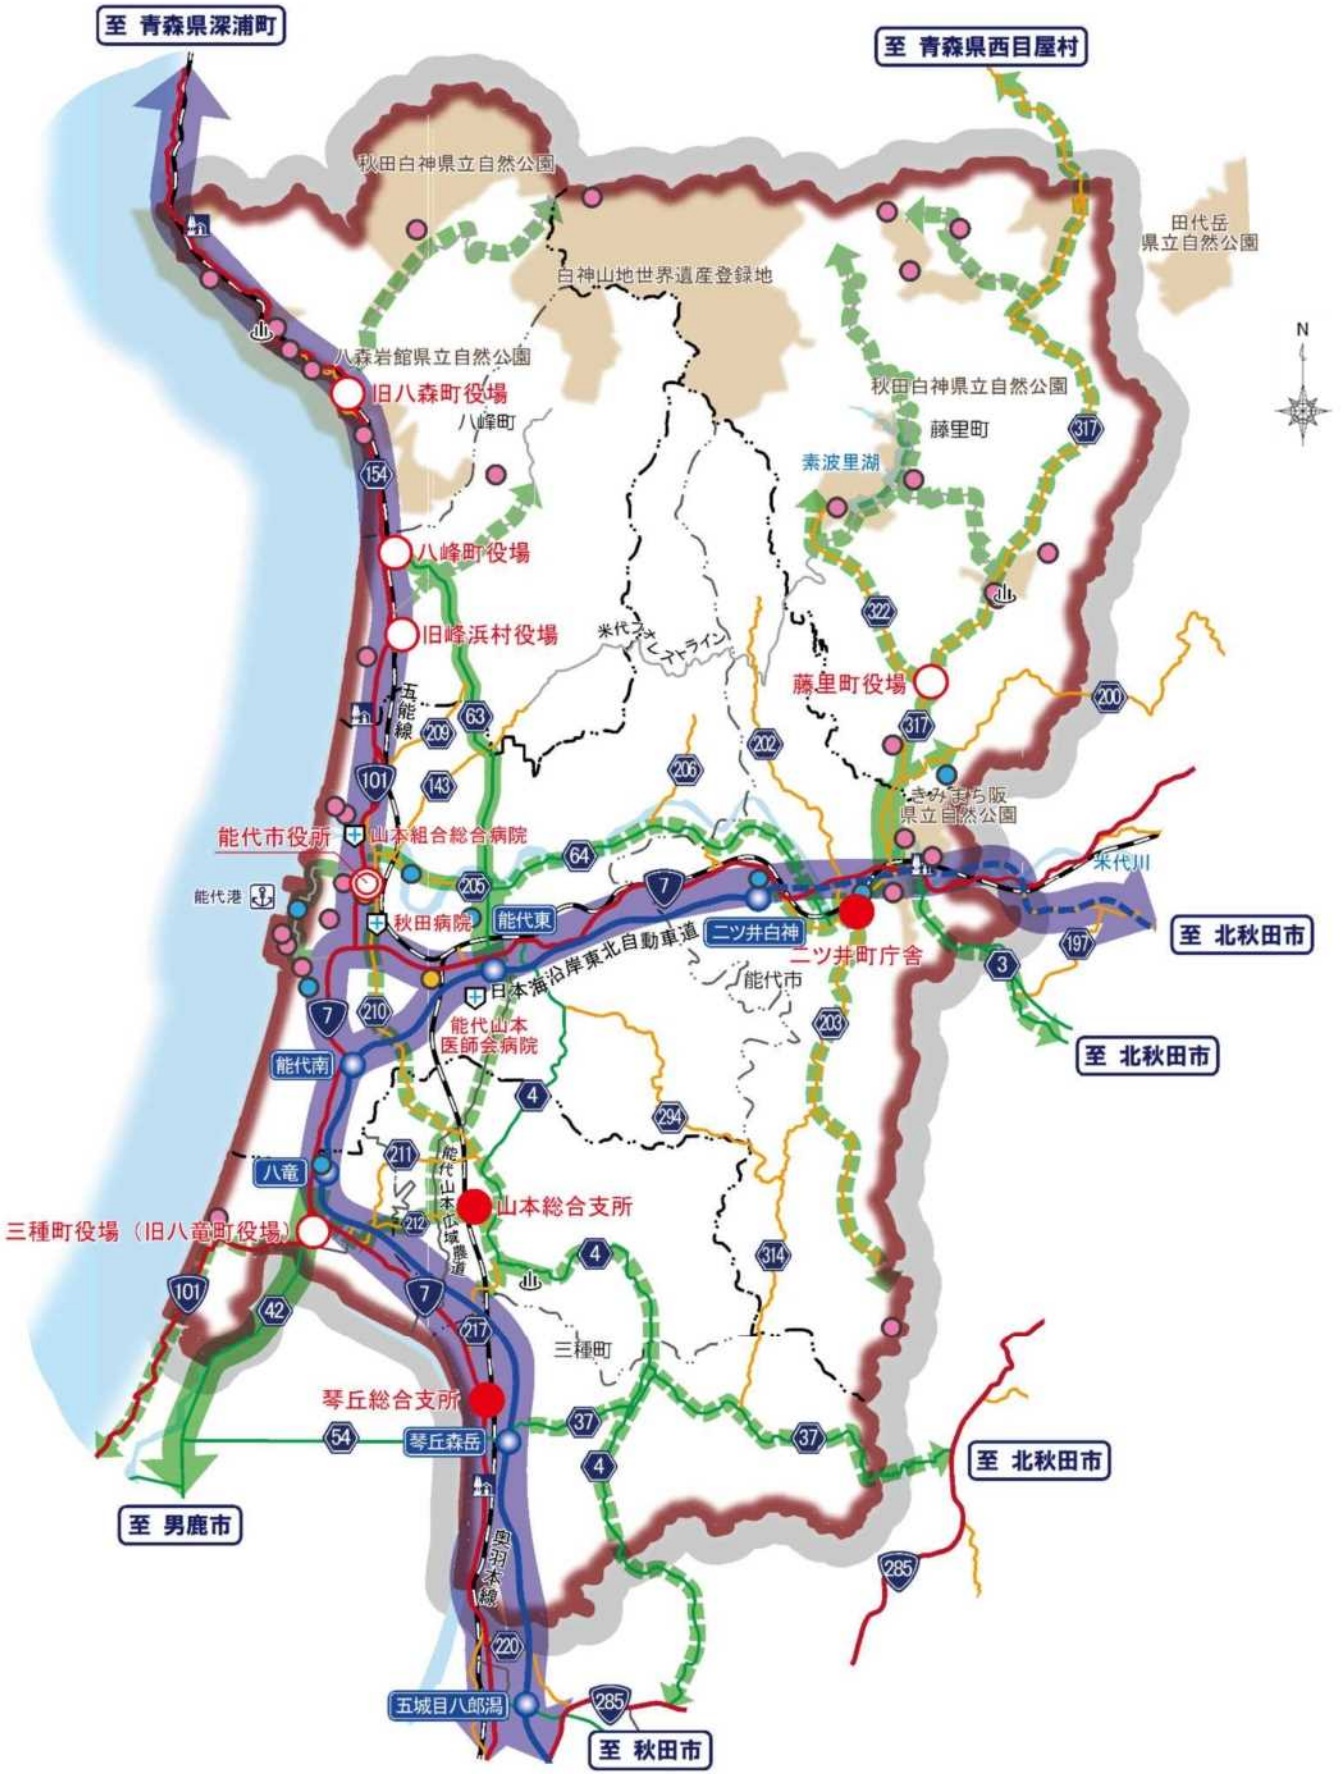 至 青森県深浦町
至 青森県西目屋村
秋田白神県立自然公園
田代岳
県立自然公園
白神山地世界遺産登録地
N
八森岩館県立自然公園
旧八森町役場
秋田白神県立自然公園
八峰町
藤里町
317
素波里湖
154
八峰町役場
322
旧峰浜村役場
藤里町役場
五能線
200
209
63
317
202
206
101
143
きみまち阪
県立自然公園
能代市役所
山本組合総合病院
64
米代川
205
7
能代港
秋田病院
能代東
二ツ井白神
至 北秋田市
197
二ツ井町庁舎
日本海沿岸東北自動車道
3
能代市
7
210
203
能代山本
医師会病院
至 北秋田市
能代南
4
294
211
能代山本広域農道
八竜
山本総合支所
212
三種町役場（旧八竜町役場）
4
314
101
7
42
217
三種町
琴丘総合支所
37
54
琴丘森岳
37
4
至 北秋田市
至 男鹿市
奥羽本線
285
220
五城目八郎潟
285
至 秋田市